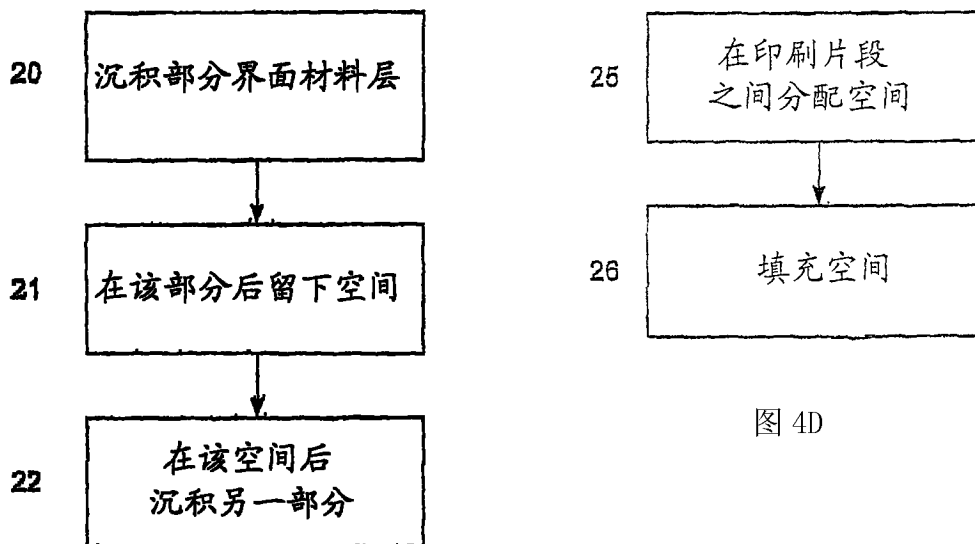 20
沉积部分界面材料层
21
在该部分后留下空间
22
在该空间后
沉积另一部分
25
在印刷片段
之间分配空间
26
填充空间
图 4D